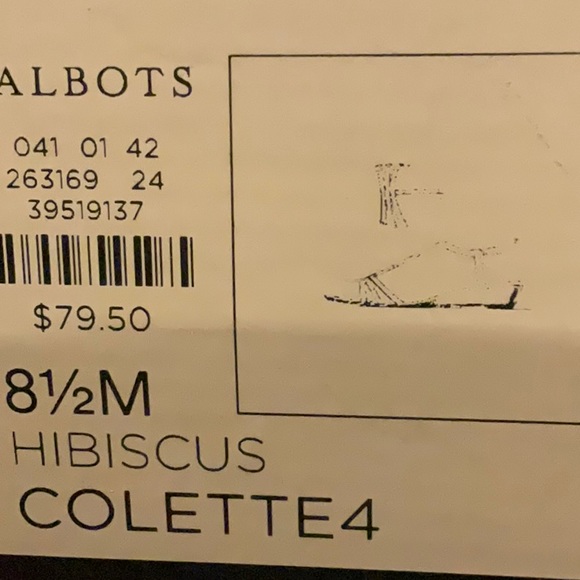 ALBOTS
041 01 42
263169 24
39519137
$79.50
8½M
HIBISCUS
COLETTE4